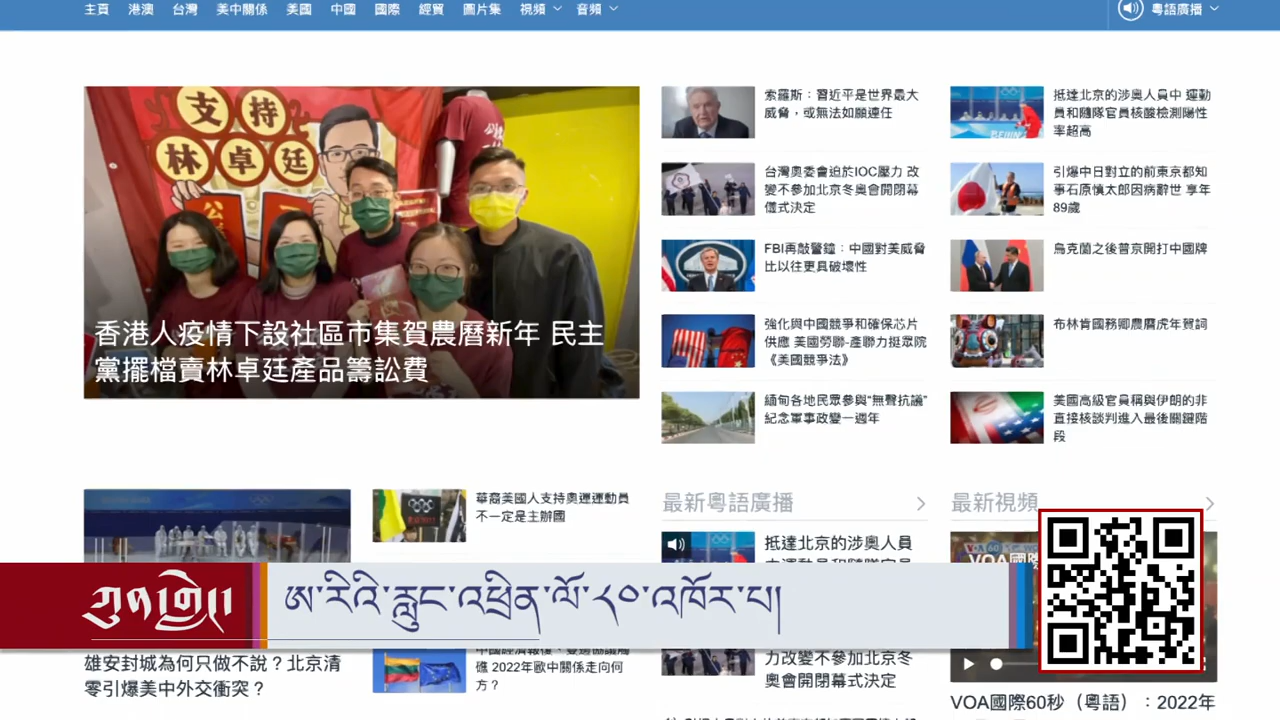 主頁 港澳 台灣 美中關係 美國 中國 國際 經貿 圖片集 視頻 音頻 粵語廣播
支持
林卓廷
香港人疫情下設社區市集賀農曆新年 民主
黨擺檔賣林卓廷產品籌訟費
索羅斯：習近平是世界最大
威脅，或無法如願連任
台灣奧委會迫於IOC壓力 改
變不參加北京冬奧會開閉幕
儀式決定
FBI再敲警鐘：中國對美威脅
比以往更具破壞性
強化與中國競爭和確保芯片
供應 美國勞聯-產聯力挺眾院
《美國競爭法》
緬甸各地民眾參與“無聲抗議”
紀念軍事政變一週年
抵達北京的涉奧人員中 運動
員和隨隊官員核酸檢測陽性
率超高
引爆中日對立的前東京都知
事石原慎太郎因病辭世 享年
89歲
烏克蘭之後普京開打中國牌
布林肯國務卿農曆虎年賀詞
美國高級官員稱與伊朗的非
直接核談判進入最後關鍵階
段
華裔美國人支持奧運運動員
不一定是主辦國
最新粵語廣播
最新視頻
抵達北京的涉奧人員
VOA國際
ཀུན་གླེང༌།
ཨ་རིའི་རླུང་འཕྲིན་ལོ་༨༠་འཁོར་པ།
雄安封城為何只做不說？北京清
零引爆美中外交衝突？
礁 2022年歐中關係走向何
方？
力改變不參加北京冬
奧會開閉幕式決定
VOA國際60秒（粵語）：2022年